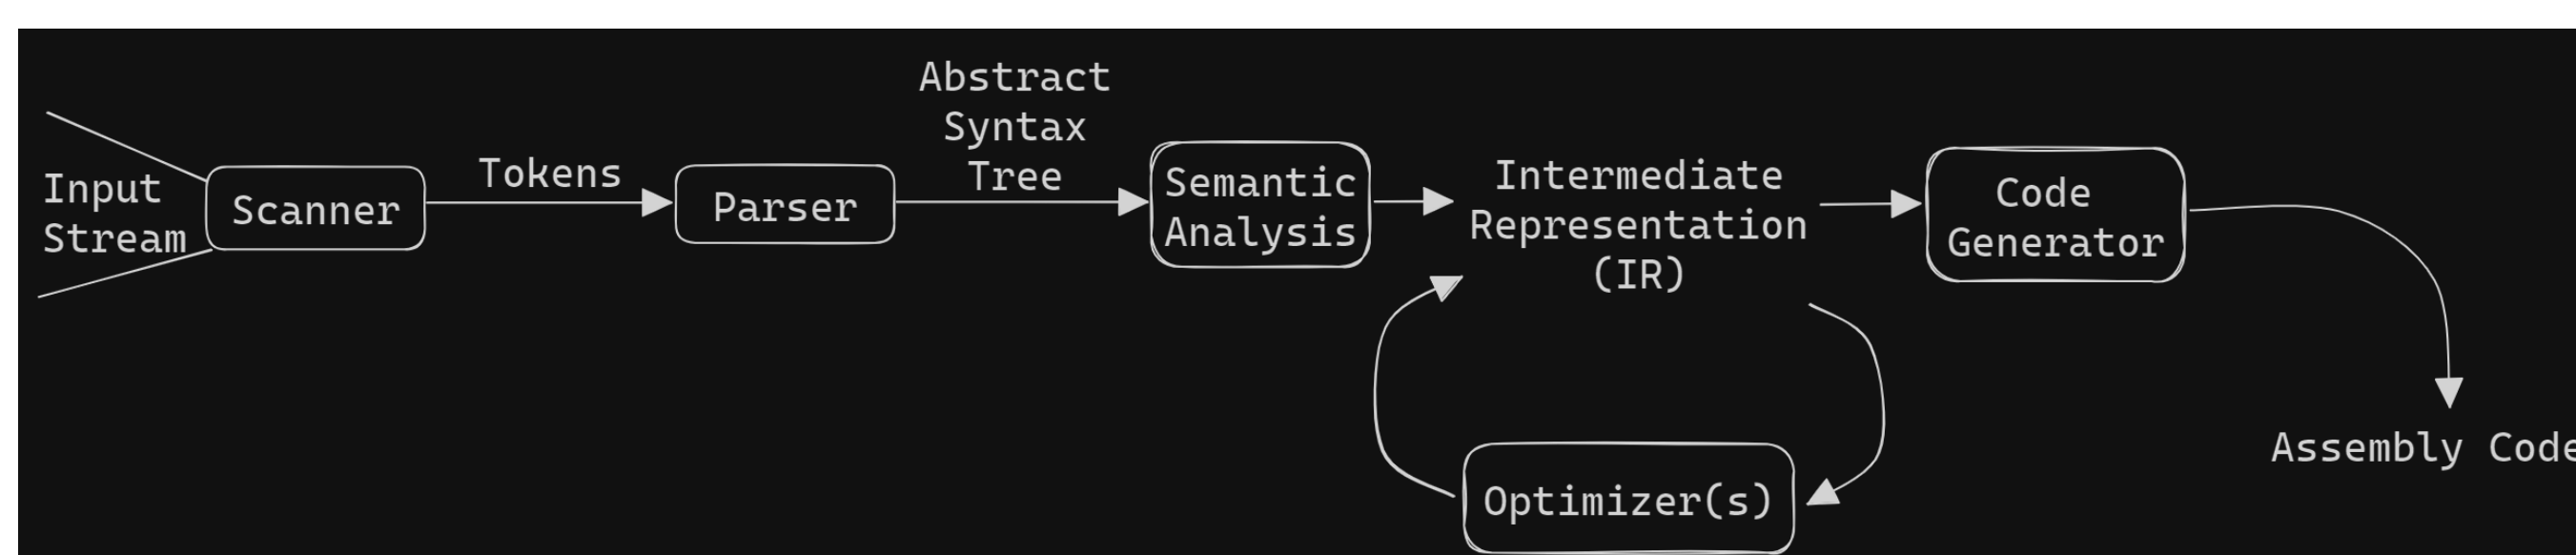 Input
Stream
Scanner
Tokens
Parser
Abstract
Syntax
Tree
Semantic
Analysis
Intermediate
Representation
(IR)
Code
Generator
Optimizer(s)
Assembly Code